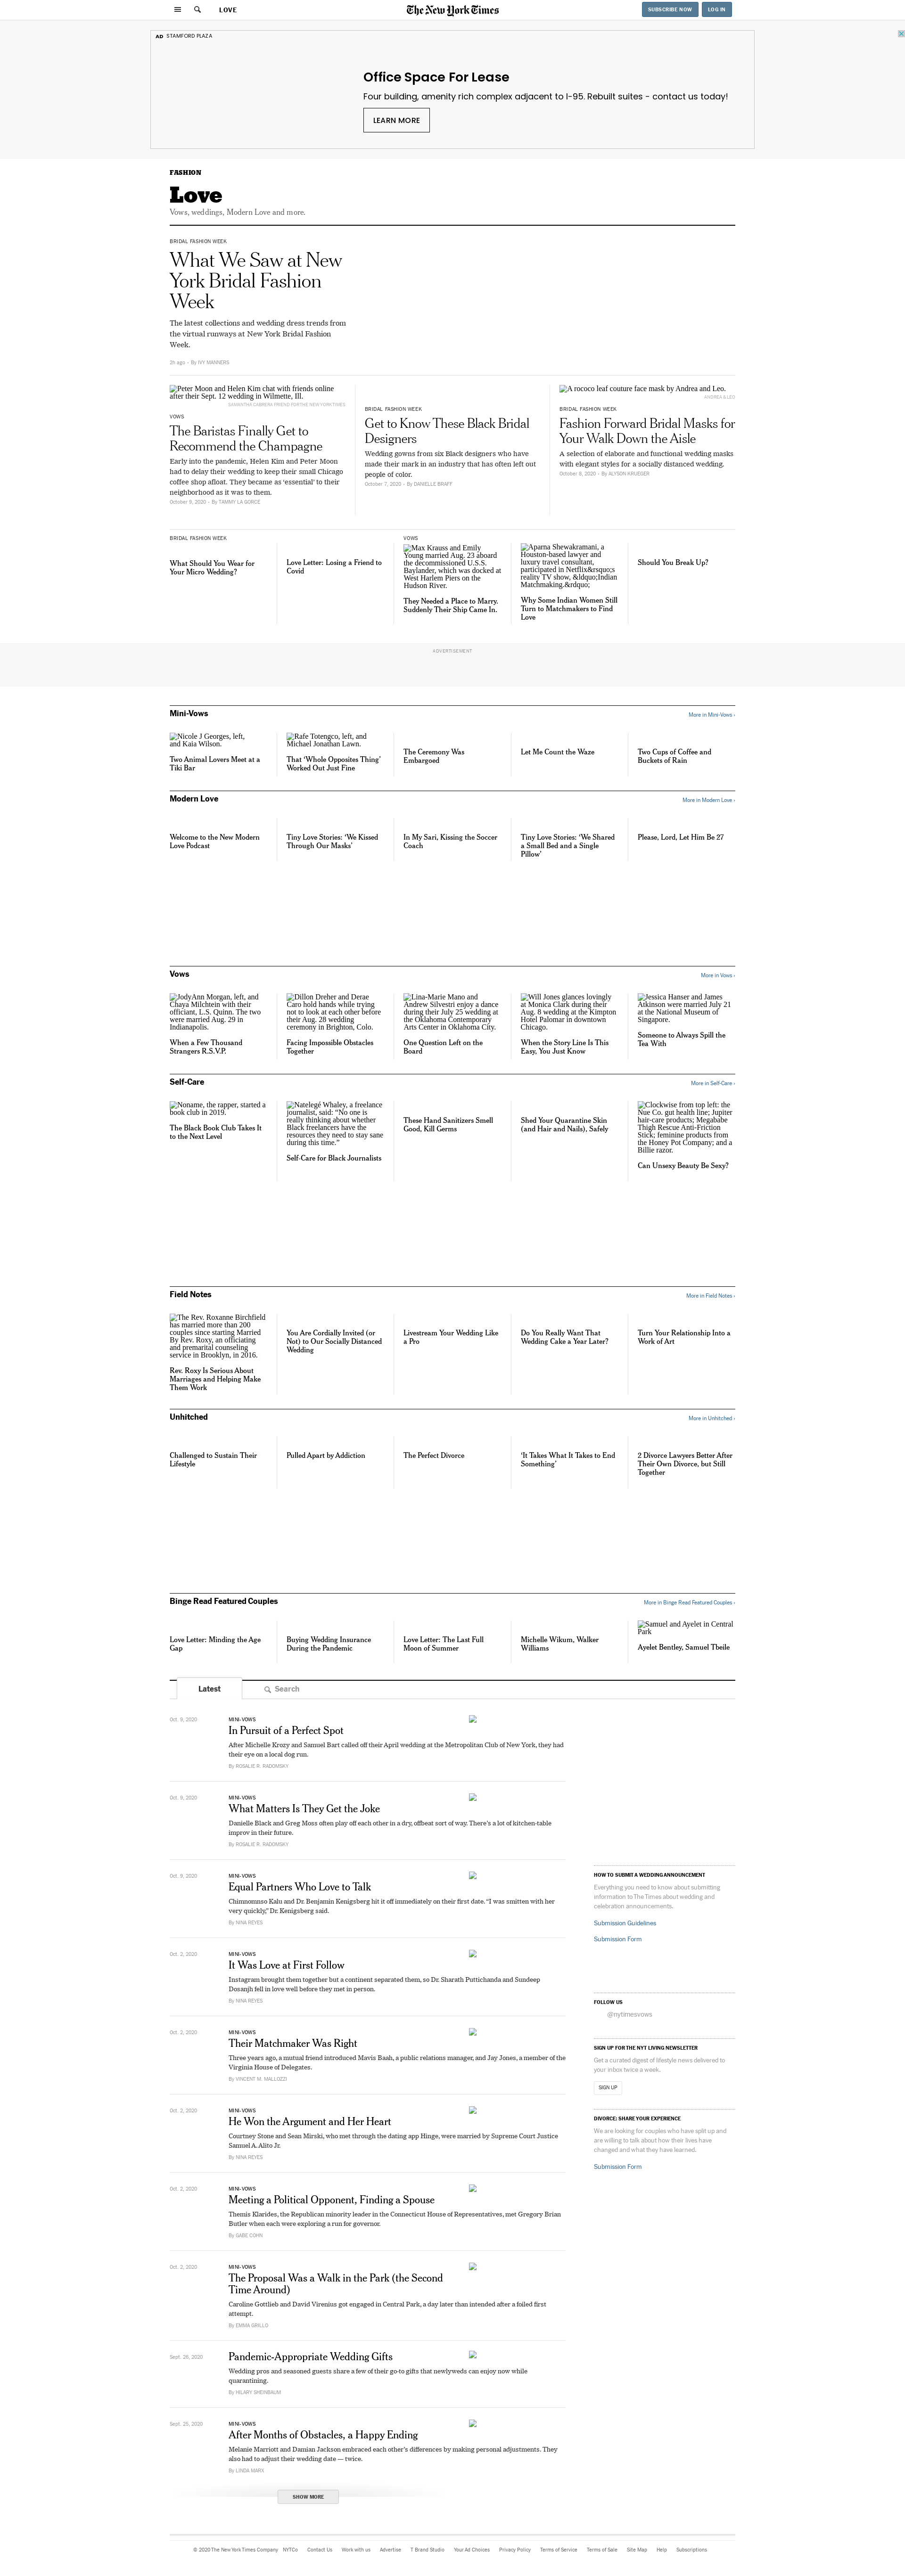 LOVE
The New York Times
SUBSCRIBE NOW
LOG IN
AD STAMFORD PLAZA
Office Space For Lease
Four building, amenity rich complex adjacent to I-95. Rebuilt suites - contact us today!
LEARN MORE
FASHION
Love
Vows, weddings, Modern Love and more.
BRIDAL FASHION WEEK
What We Saw at New
York Bridal Fashion
Week
The latest collections and wedding dress trends from
the virtual runways at New York Bridal Fashion
Week.
2h ago – By IVY MANNERS
Peter Moon and Helen Kim chat with friends online
after their Sept. 12 wedding in Wilmette, Ill.
SAMANTHA CABRERA FRIEND FOR THE NEW YORK TIMES
VOWS
The Baristas Finally Get to
Recommend the Champagne
Early into the pandemic, Helen Kim and Peter Moon
had to delay their wedding to keep their small Chicago
coffee shop afloat. They became as ‘essential’ to their
neighborhood as it was to them.
October 9, 2020 – By TAMMY LA GORCE
BRIDAL FASHION WEEK
Get to Know These Black Bridal
Designers
Wedding gowns from six Black designers who have
made their mark in an industry that has often left out
people of color.
October 7, 2020 – By DANIELLE BRAFF
A rococo leaf couture face mask by Andrea and Leo.
ANDREA & LEO
BRIDAL FASHION WEEK
Fashion Forward Bridal Masks for
Your Walk Down the Aisle
A selection of elaborate and functional wedding masks
with elegant styles for a socially distanced wedding.
October 8, 2020 – By ALYSON KRUEGER
BRIDAL FASHION WEEK
What Should You Wear for
Your Micro Wedding?
Love Letter: Losing a Friend to
Covid
VOWS
Max Krauss and Emily
Young married Aug. 23 aboard
the decommissioned U.S.S.
Baylander, which was docked at
West Harlem Piers on the
Hudson River.
They Needed a Place to Marry.
Suddenly Their Ship Came In.
Aparna Shewakramani, a
Houston-based lawyer and
luxury travel consultant,
participated in Netflix&rsquo;s
reality TV show, &ldquo;Indian
Matchmaking.&rdquo;
Why Some Indian Women Still
Turn to Matchmakers to Find
Love
Should You Break Up?
ADVERTISEMENT
Mini-Vows
More in Mini-Vows ›
Nicole J Georges, left,
and Kaia Wilson.
Two Animal Lovers Meet at a
Tiki Bar
Rafe Totengco, left, and
Michael Jonathan Lawn.
That ‘Whole Opposites Thing’
Worked Out Just Fine
The Ceremony Was
Embargoed
Let Me Count the Waze
Two Cups of Coffee and
Buckets of Rain
Modern Love
More in Modern Love ›
Welcome to the New Modern
Love Podcast
Tiny Love Stories: ‘We Kissed
Through Our Masks’
In My Sari, Kissing the Soccer
Coach
Tiny Love Stories: ‘We Shared
a Small Bed and a Single
Pillow’
Please, Lord, Let Him Be 27
Vows
More in Vows ›
JodyAnn Morgan, left, and
Chaya Milchtein with their
officiant, L.S. Quinn. The two
were married Aug. 29 in
Indianapolis.
When a Few Thousand
Strangers R.S.V.P.
Dillon Dreher and Derae
Caro hold hands while trying
not to look at each other before
their Aug. 28 wedding
ceremony in Brighton, Colo.
Facing Impossible Obstacles
Together
Lina-Marie Mano and
Andrew Silvestri enjoy a dance
during their July 25 wedding at
the Oklahoma Contemporary
Arts Center in Oklahoma City.
One Question Left on the
Board
Will Jones glances lovingly
at Monica Clark during their
Aug. 8 wedding at the Kimpton
Hotel Palomar in downtown
Chicago.
When the Story Line Is This
Easy, You Just Know
Jessica Hanser and James
Atkinson were married July 21
at the National Museum of
Singapore.
Someone to Always Spill the
Tea With
Self-Care
More in Self-Care ›
Noname, the rapper, started a
book club in 2019.
The Black Book Club Takes It
to the Next Level
Natelegé Whaley, a freelance
journalist, said: “No one is
really thinking about whether
Black freelancers have the
resources they need to stay sane
during this time.”
Self-Care for Black Journalists
These Hand Sanitizers Smell
Good, Kill Germs
Shed Your Quarantine Skin
(and Hair and Nails), Safely
Clockwise from top left: the
Nue Co. gut health line; Jupiter
hair-care products; Megababe
Thigh Rescue Anti-Friction
Stick; feminine products from
the Honey Pot Company; and a
Billie razor.
Can Unsexy Beauty Be Sexy?
Field Notes
More in Field Notes ›
The Rev. Roxanne Birchfield
has married more than 200
couples since starting Married
By Rev. Roxy, an officiating
and premarital counseling
service in Brooklyn, in 2016.
Rev. Roxy Is Serious About
Marriages and Helping Make
Them Work
You Are Cordially Invited (or
Not) to Our Socially Distanced
Wedding
Livestream Your Wedding Like
a Pro
Do You Really Want That
Wedding Cake a Year Later?
Turn Your Relationship Into a
Work of Art
Unhitched
More in Unhitched ›
Challenged to Sustain Their
Lifestyle
Pulled Apart by Addiction
The Perfect Divorce
‘It Takes What It Takes to End
Something’
2 Divorce Lawyers Better After
Their Own Divorce, but Still
Together
Binge Read Featured Couples
More in Binge Read Featured Couples ›
Love Letter: Minding the Age
Gap
Buying Wedding Insurance
During the Pandemic
Love Letter: The Last Full
Moon of Summer
Michelle Wikum, Walker
Williams
Samuel and Ayelet in Central
Park
Ayelet Bentley, Samuel Tbeile
Latest
Search
Oct. 9, 2020
MINI-VOWS
In Pursuit of a Perfect Spot
After Michelle Krozy and Samuel Bart called off their April wedding at the Metropolitan Club of New York, they had
their eye on a local dog run.
By ROSALIE R. RADOMSKY
Oct. 9, 2020
MINI-VOWS
What Matters Is They Get the Joke
Danielle Black and Greg Moss often play off each other in a dry, offbeat sort of way. There’s a lot of kitchen-table
improv in their future.
By ROSALIE R. RADOMSKY
Oct. 9, 2020
MINI-VOWS
Equal Partners Who Love to Talk
Chinuomnso Kalu and Dr. Benjamin Kenigsberg hit it off immediately on their first date. “I was smitten with her
very quickly,” Dr. Kenigsberg said.
By NINA REYES
Oct. 2, 2020
MINI-VOWS
It Was Love at First Follow
Instagram brought them together but a continent separated them, so Dr. Sharath Puttichanda and Sundeep
Dosanjh fell in love well before they met in person.
By NINA REYES
Oct. 2, 2020
MINI-VOWS
Their Matchmaker Was Right
Three years ago, a mutual friend introduced Mavis Baah, a public relations manager, and Jay Jones, a member of the
Virginia House of Delegates.
By VINCENT M. MALLOZZI
Oct. 2, 2020
MINI-VOWS
He Won the Argument and Her Heart
Courtney Stone and Sean Mirski, who met through the dating app Hinge, were married by Supreme Court Justice
Samuel A. Alito Jr.
By NINA REYES
Oct. 2, 2020
MINI-VOWS
Meeting a Political Opponent, Finding a Spouse
Themis Klarides, the Republican minority leader in the Connecticut House of Representatives, met Gregory Brian
Butler when each were exploring a run for governor.
By GABE COHN
Oct. 2, 2020
MINI-VOWS
The Proposal Was a Walk in the Park (the Second
Time Around)
Caroline Gottlieb and David Virenius got engaged in Central Park, a day later than intended after a foiled first
attempt.
By EMMA GRILLO
Sept. 26, 2020
Pandemic-Appropriate Wedding Gifts
Wedding pros and seasoned guests share a few of their go-to gifts that newlyweds can enjoy now while
quarantining.
By HILARY SHEINBAUM
Sept. 25, 2020
MINI-VOWS
After Months of Obstacles, a Happy Ending
Melanie Marriott and Damian Jackson embraced each other’s differences by making personal adjustments. They
also had to adjust their wedding date — twice.
By LINDA MARX
SHOW MORE
HOW TO SUBMIT A WEDDING ANNOUNCEMENT
Everything you need to know about submitting
information to The Times about wedding and
celebration announcements.
Submission Guidelines
Submission Form
FOLLOW US
@nytimesvows
SIGN UP FOR THE NYT LIVING NEWSLETTER
Get a curated digest of lifestyle news delivered to
your inbox twice a week.
SIGN UP
DIVORCE: SHARE YOUR EXPERIENCE
We are looking for couples who have split up and
are willing to talk about how their lives have
changed and what they have learned.
Submission Form
© 2020 The New York Times Company NYTCo Contact Us Work with us Advertise T Brand Studio Your Ad Choices Privacy Policy Terms of Service Terms of Sale Site Map Help Subscriptions